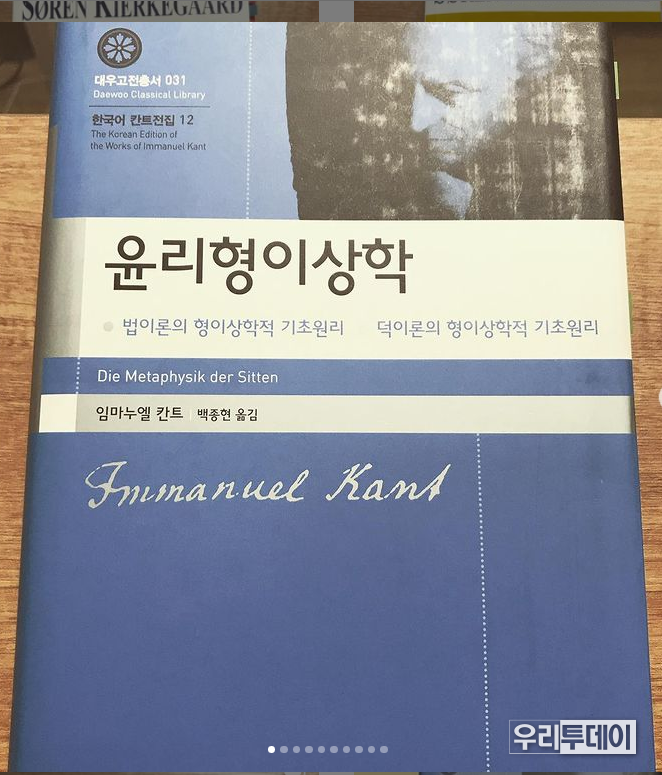 SØREN KIERKEGAARD
대우고전총서 031
Daewoo Classical Library
한국어 칸트전집 12
The Korean Edition of
the Works of Immanuel Kant
윤리형이상학
법이론의 형이상학적 기초원리 덕이론의 형이상학적 기초원리
Die Metaphysik der Sitten
임마누엘 칸트 | 백종현 옮김
Immanuel Kant
우리투데이